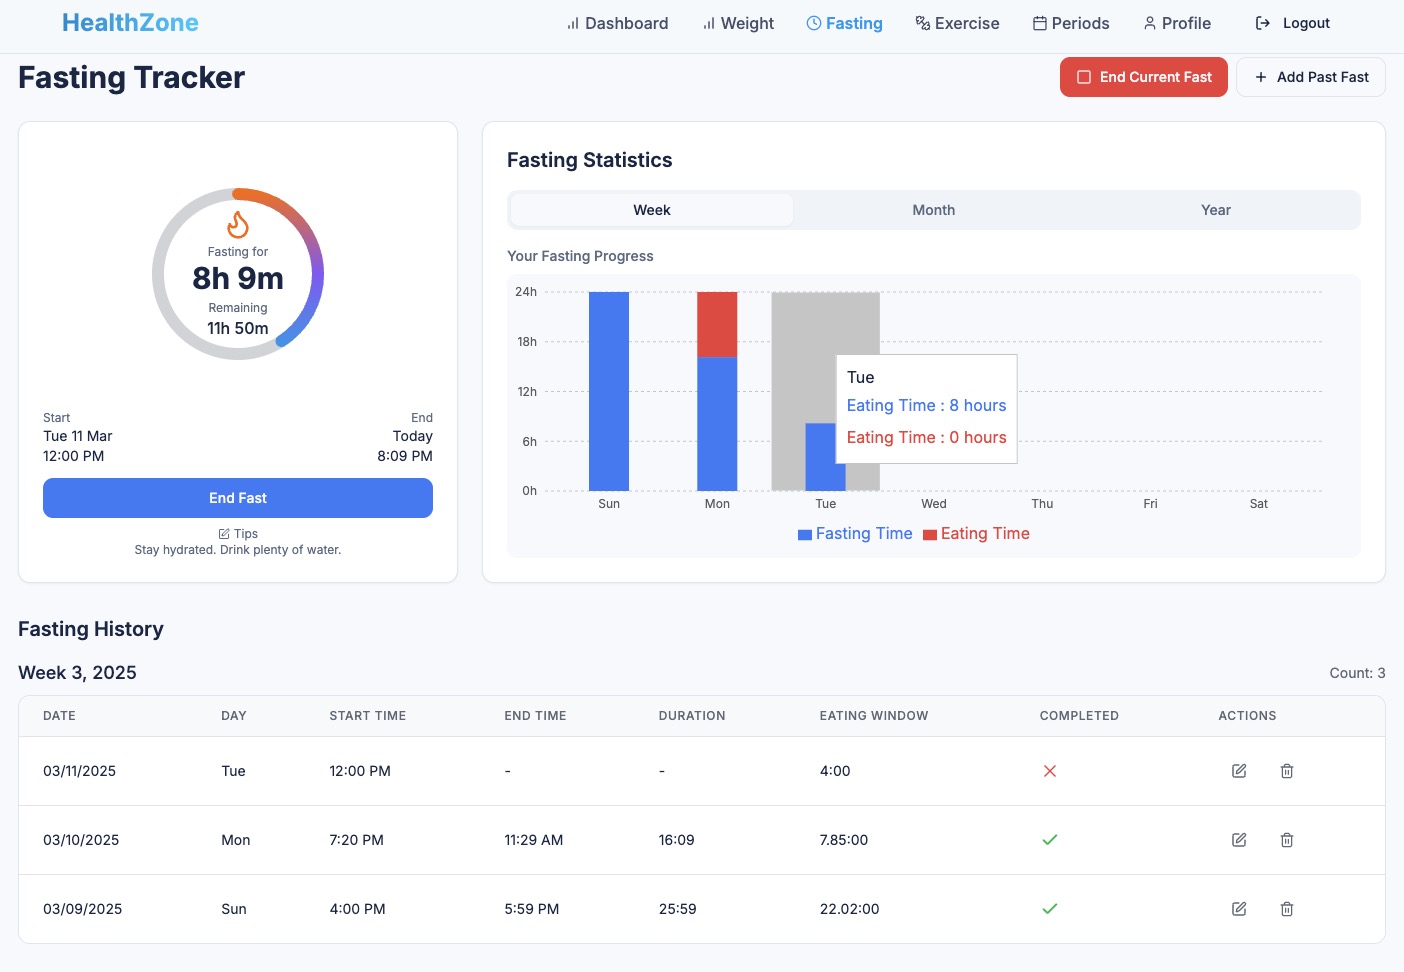 HealthZone
Dashboard Weight Fasting Exercise Periods Profile Logout
Fasting Tracker
End Current Fast
Add Past Fast
Fasting for
8h 9m
Remaining
11h 50m
Start End
Tue 11 Mar Today
12:00 PM 8:09 PM
End Fast
Tips
Stay hydrated. Drink plenty of water.
Fasting Statistics
Week Month Year
Your Fasting Progress
24h
18h
12h
6h
0h
Tue
Eating Time : 8 hours
Eating Time : 0 hours
Sun Mon Tue Wed Thu Fri Sat
Fasting Time Eating Time
Fasting History
Week 3, 2025 Count: 3
DATE DAY START TIME END TIME DURATION EATING WINDOW COMPLETED ACTIONS
03/11/2025 Tue 12:00 PM - - 4:00
03/10/2025 Mon 7:20 PM 11:29 AM 16:09 7.85:00
03/09/2025 Sun 4:00 PM 5:59 PM 25:59 22.02:00